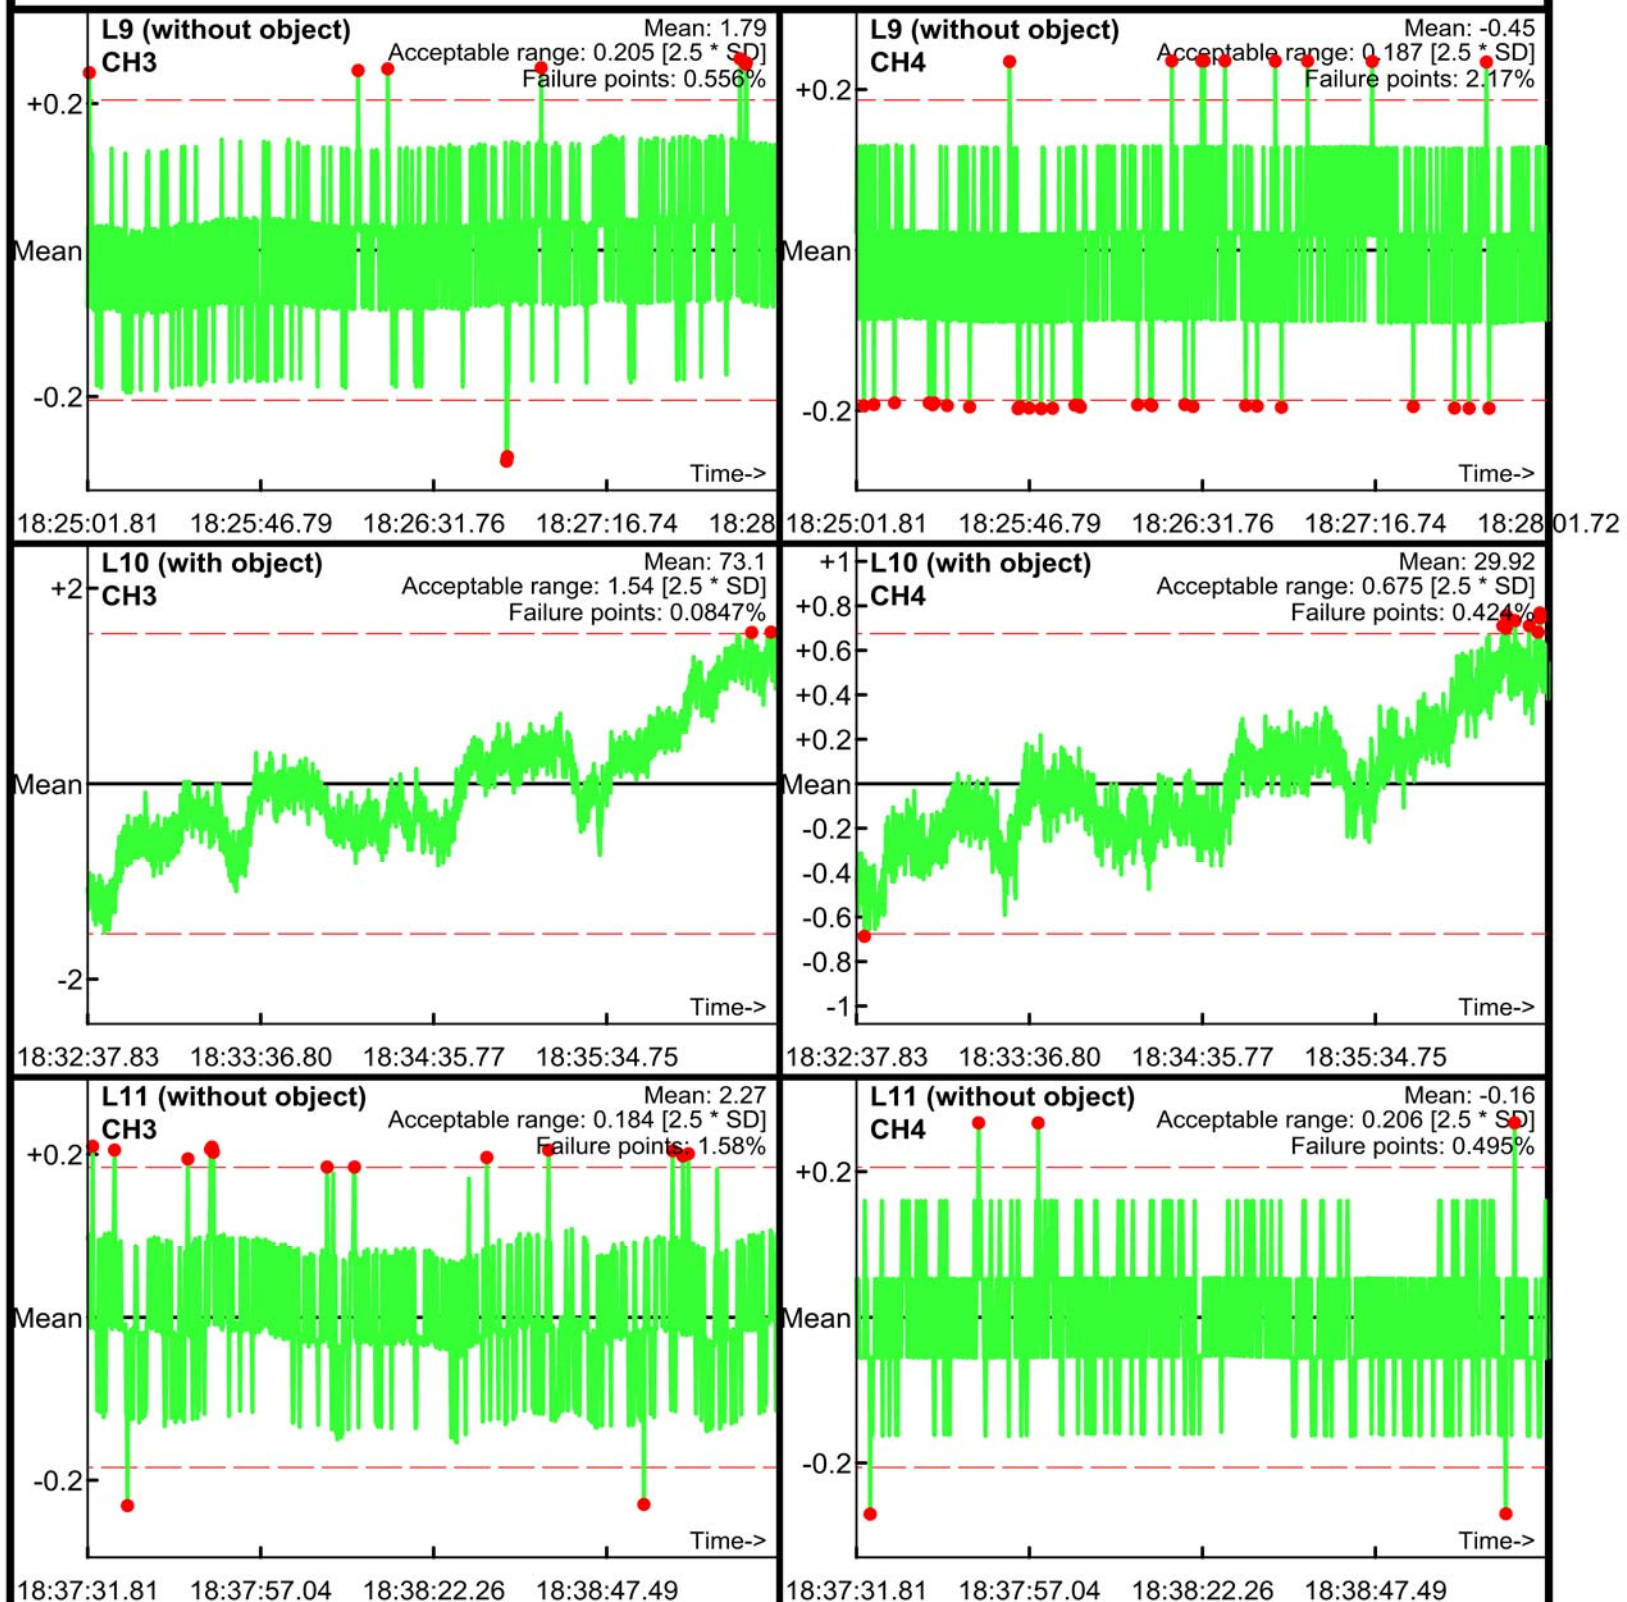 L9 (without object)
CH3
Mean: 1.79
Acceptable range: 0.205 [2.5 * SD]
Failure points: 0.556%
+0.2
Mean
-0.2
Time->
18:25:01.81 18:25:46.79 18:26:31.76 18:27:16.74 18:28
L9 (without object)
CH4
Mean: -0.45
Acceptable range: 0.187 [2.5 * SD]
Failure points: 2.17%
+0.2
Mean
-0.2
Time->
18:25:01.81 18:25:46.79 18:26:31.76 18:27:16.74 18:28:01.72
L10 (with object)
CH3
Mean: 73.1
Acceptable range: 1.54 [2.5 * SD]
Failure points: 0.0847%
+2
Mean
-2
Time->
18:32:37.83 18:33:36.80 18:34:35.77 18:35:34.75
L10 (with object)
CH4
Mean: 29.92
Acceptable range: 0.675 [2.5 * SD]
Failure points: 0.424%
+1
+0.8
+0.6
+0.4
+0.2
Mean
-0.2
-0.4
-0.6
-0.8
-1
Time->
18:32:37.83 18:33:36.80 18:34:35.77 18:35:34.75
L11 (without object)
CH3
Mean: 2.27
Acceptable range: 0.184 [2.5 * SD]
Failure points: 1.58%
+0.2
Mean
-0.2
Time->
18:37:31.81 18:37:57.04 18:38:22.26 18:38:47.49
L11 (without object)
CH4
Mean: -0.16
Acceptable range: 0.206 [2.5 * SD]
Failure points: 0.495%
+0.2
Mean
-0.2
Time->
18:37:31.81 18:37:57.04 18:38:22.26 18:38:47.49